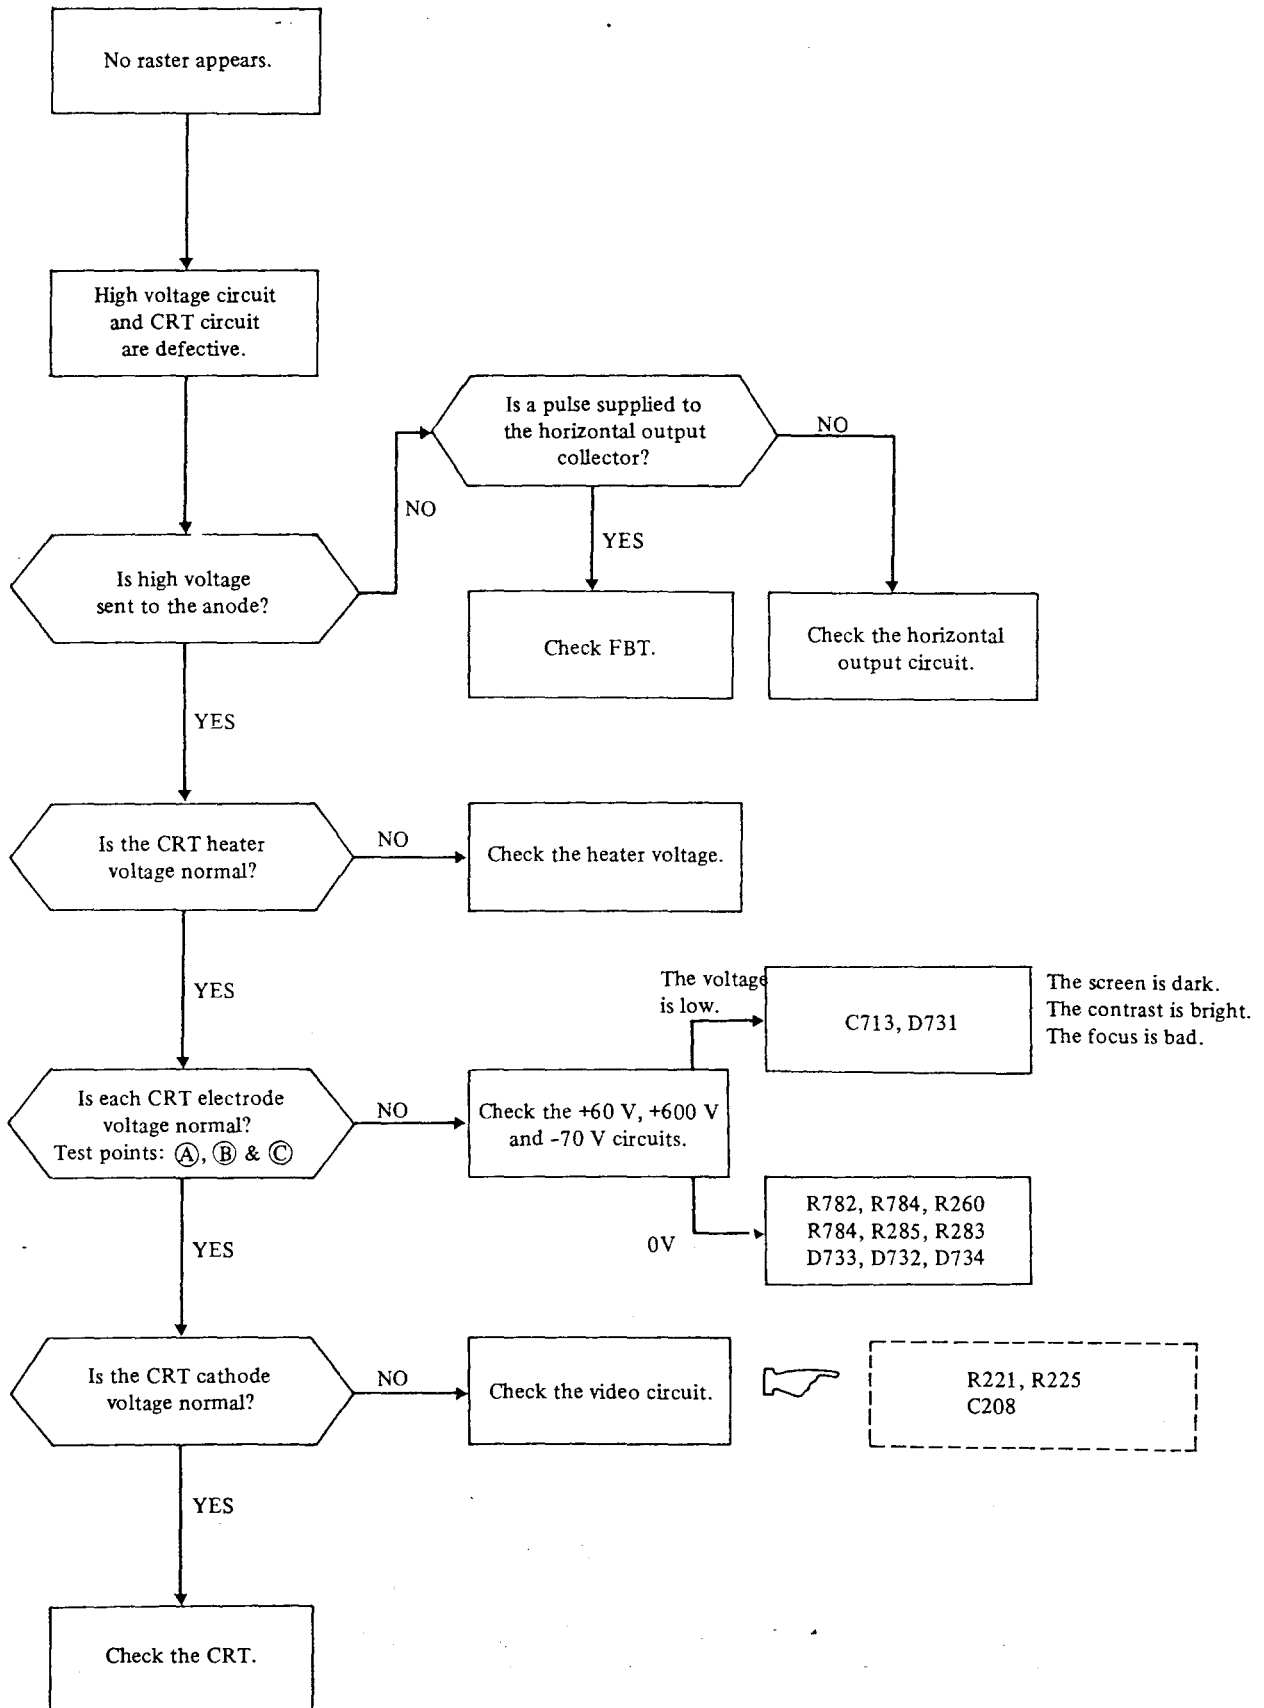 No raster appears.
High voltage circuit
and CRT circuit
are defective.
Is a pulse supplied to
the horizontal output
collector?
NO
NO
YES
Is high voltage
sent to the anode?
Check FBT.
Check the horizontal
output circuit.
YES
Is the CRT heater
voltage normal?
NO
Check the heater voltage.
YES
The voltage
is low.
C713, D731
The screen is dark.
The contrast is bright.
The focus is bad.
Is each CRT electrode
voltage normal?
Test points: Ⓐ, Ⓑ & Ⓒ
NO
Check the +60 V, +600 V
and -70 V circuits.
0V
R782, R784, R260
R784, R285, R283
D733, D732, D734
YES
Is the CRT cathode
voltage normal?
NO
Check the video circuit.
R221, R225
C208
YES
Check the CRT.